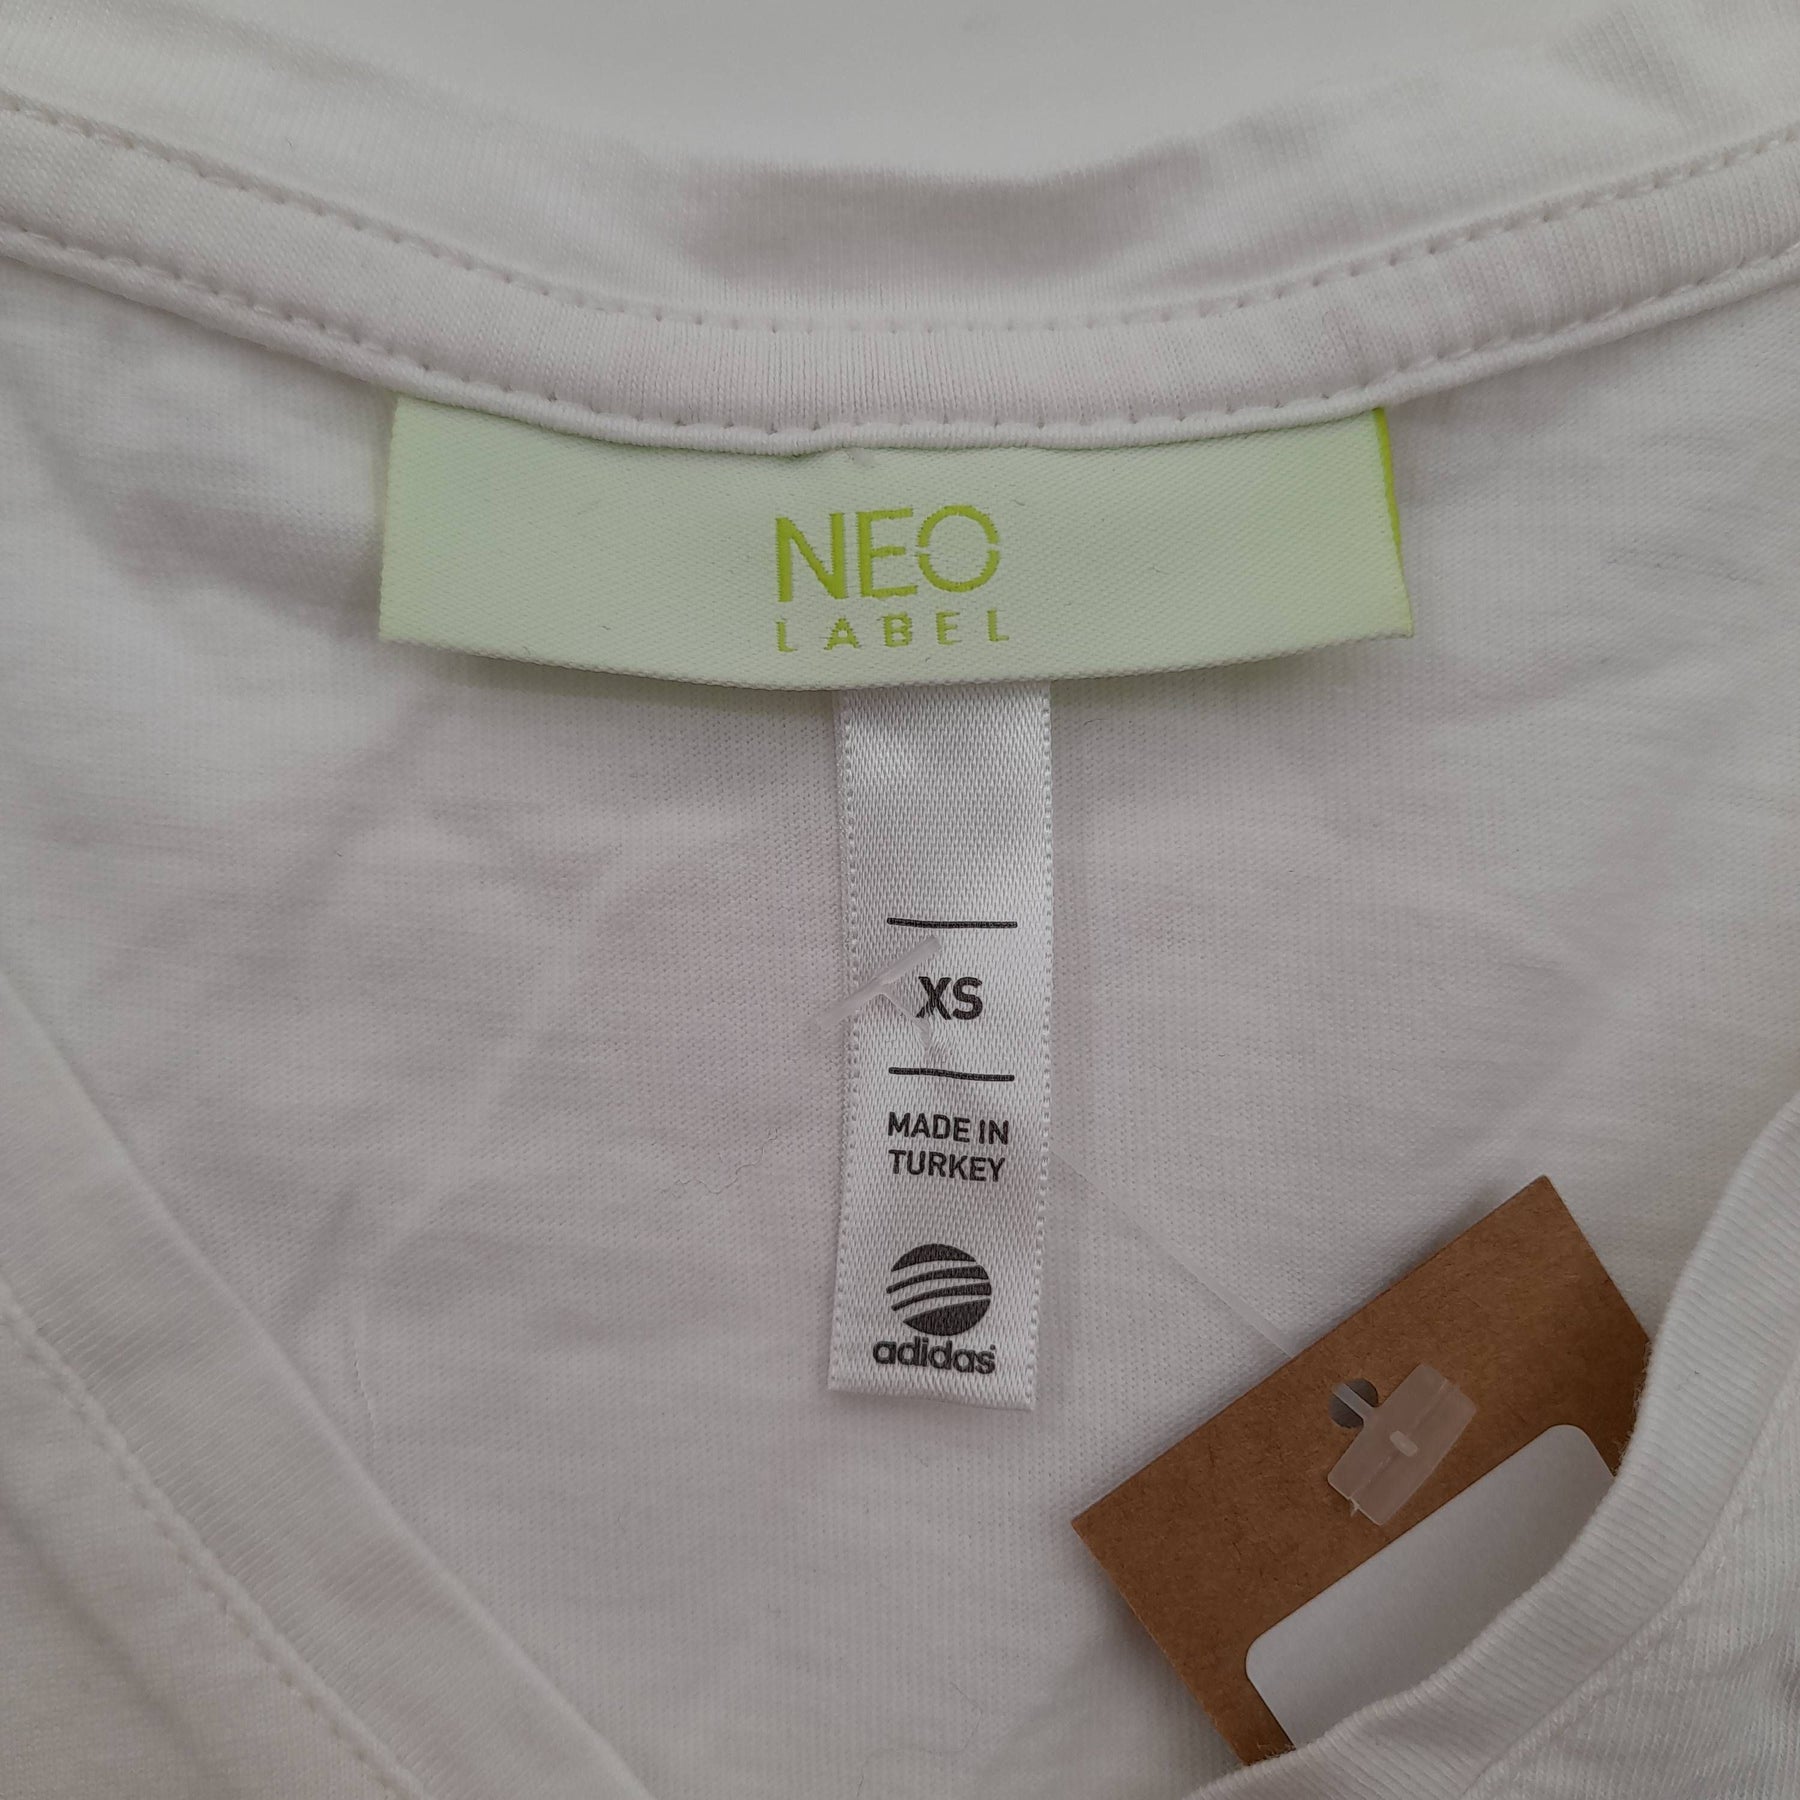 NEO
LABEL
XS
MADE IN
TURKEY
adidas